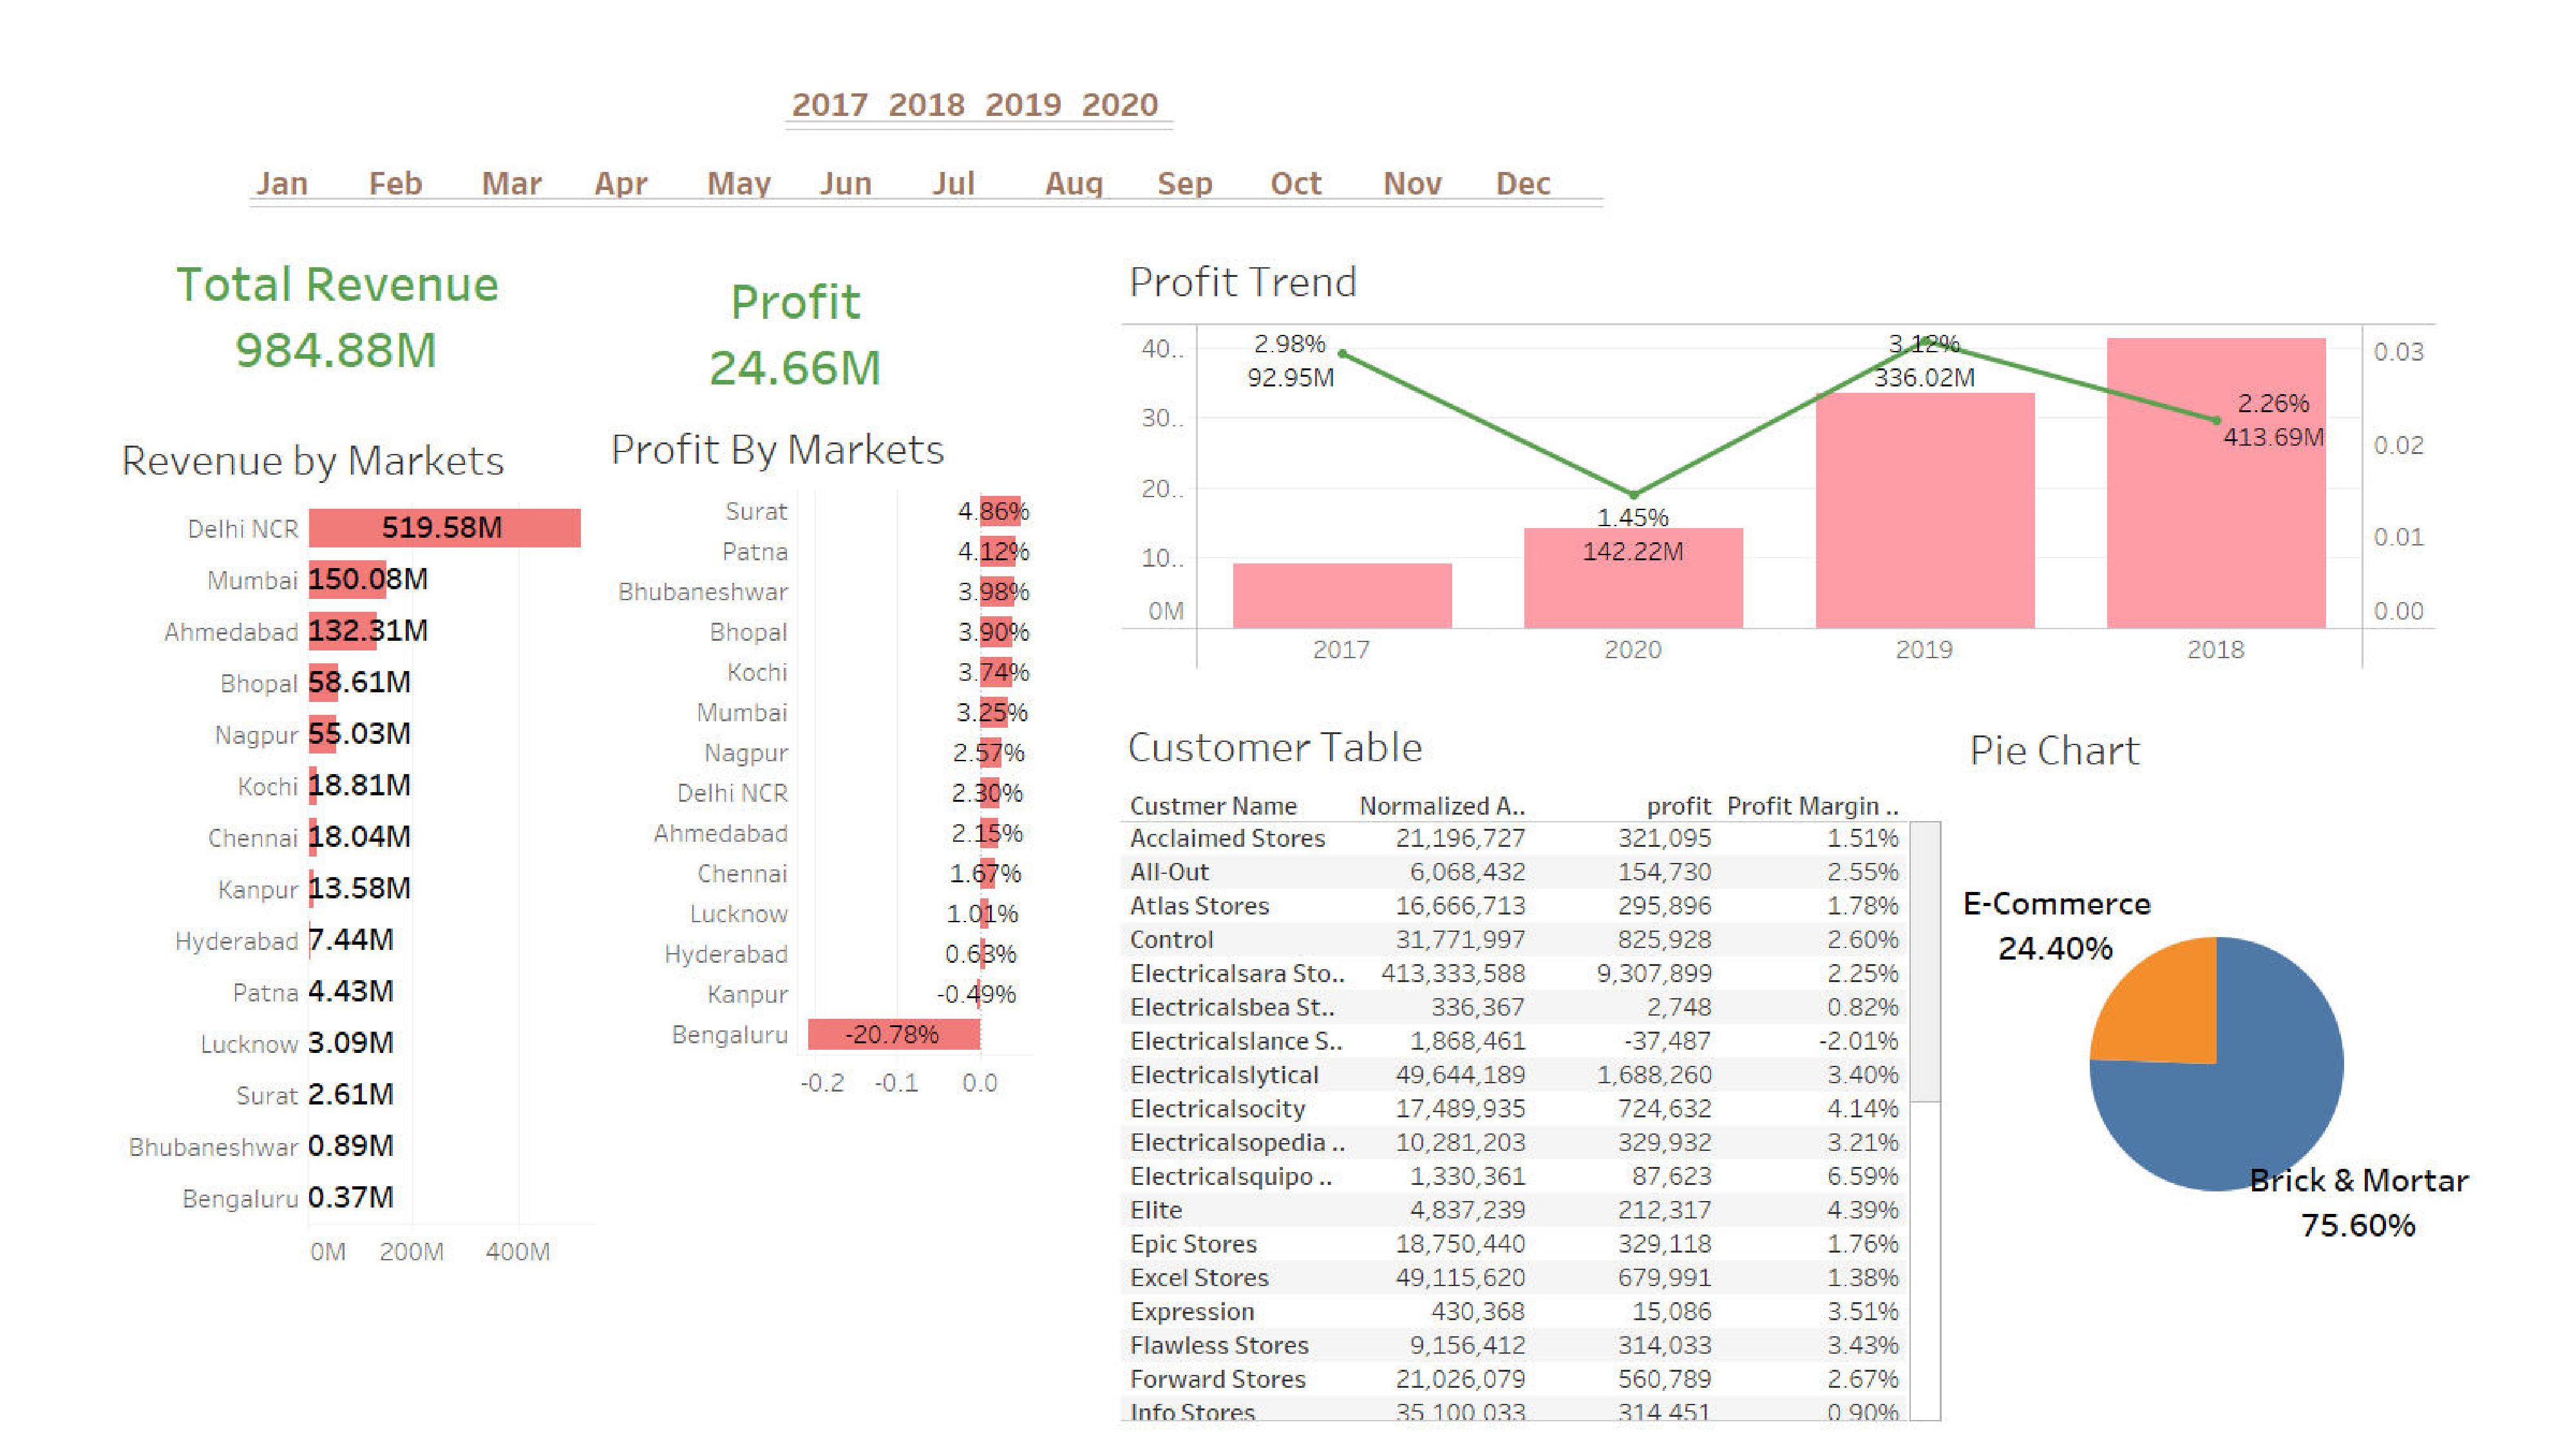 2017 2018 2019 2020
Jan Feb Mar Apr May Jun Jul Aug Sep Oct Nov Dec
Total Revenue
984.88M
Profit
24.66M
Revenue by Markets
Delhi NCR 519.58M
Mumbai 150.08M
Ahmedabad 132.31M
Bhopal 58.61M
Nagpur 55.03M
Kochi 18.81M
Chennai 18.04M
Kanpur 13.58M
Hyderabad 7.44M
Patna 4.43M
Lucknow 3.09M
Surat 2.61M
Bhubaneshwar 0.89M
Bengaluru 0.37M
0M 200M 400M
Profit By Markets
Surat 4.86%
Patna 4.12%
Bhubaneshwar 3.98%
Bhopal 3.90%
Kochi 3.74%
Mumbai 3.25%
Nagpur 2.57%
Delhi NCR 2.30%
Ahmedabad 2.15%
Chennai 1.67%
Lucknow 1.01%
Hyderabad 0.63%
Kanpur -0.49%
Bengaluru -20.78%
-0.2 -0.1 0.0
Profit Trend
40..
30..
20..
10..
0M
2.98%
92.95M
1.45%
142.22M
3.12%
336.02M
2.26%
413.69M
0.03
0.02
0.01
0.00
2017 2020 2019 2018
Customer Table
Custmer Name Normalized A.. profit Profit Margin ..
Acclaimed Stores 21,196,727 321,095 1.51%
All-Out 6,068,432 154,730 2.55%
Atlas Stores 16,666,713 295,896 1.78%
Control 31,771,997 825,928 2.60%
Electricalsara Sto.. 413,333,588 9,307,899 2.25%
Electricalsbea St.. 336,367 2,748 0.82%
Electricalslance S.. 1,868,461 -37,487 -2.01%
Electricalslytical 49,644,189 1,688,260 3.40%
Electricalsocity 17,489,935 724,632 4.14%
Electricalsopedia .. 10,281,203 329,932 3.21%
Electricalsquipo .. 1,330,361 87,623 6.59%
Elite 4,837,239 212,317 4.39%
Epic Stores 18,750,440 329,118 1.76%
Excel Stores 49,115,620 679,991 1.38%
Expression 430,368 15,086 3.51%
Flawless Stores 9,156,412 314,033 3.43%
Forward Stores 21,026,079 560,789 2.67%
Info Stores 35,100,033 314,451 0.90%
Pie Chart
E-Commerce
24.40%
Brick & Mortar
75.60%